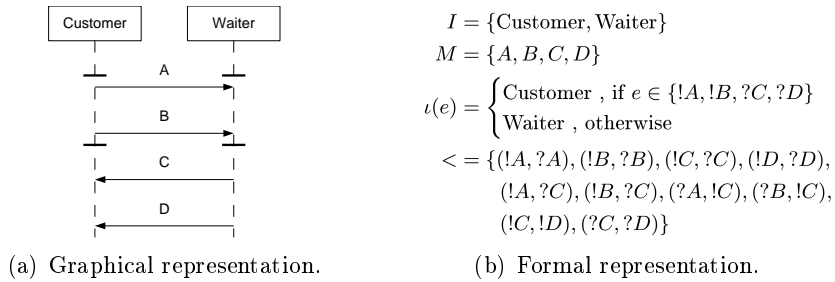 Customer Waiter
A
B
C
D
(a) Graphical representation.
I = {Customer, Waiter}
M = {A, B, C, D}
ι(e) = { Customer , if e ∈ {!A, !B, ?C, ?D}
Waiter , otherwise
< = {(!A, ?A), (!B, ?B), (!C, ?C), (!D, ?D),
(!A, ?C), (!B, ?C), (?A, !C), (?B, !C),
(!C, !D), (?C, ?D)}
(b) Formal representation.